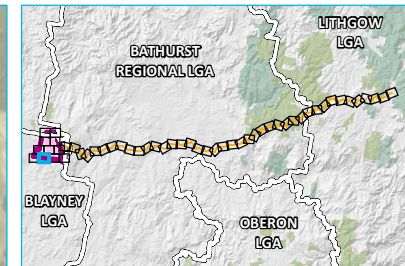 LITHGOW
LGA
BATHURST
REGIONAL LGA
BLAYNEY
LGA
OBERON
LGA